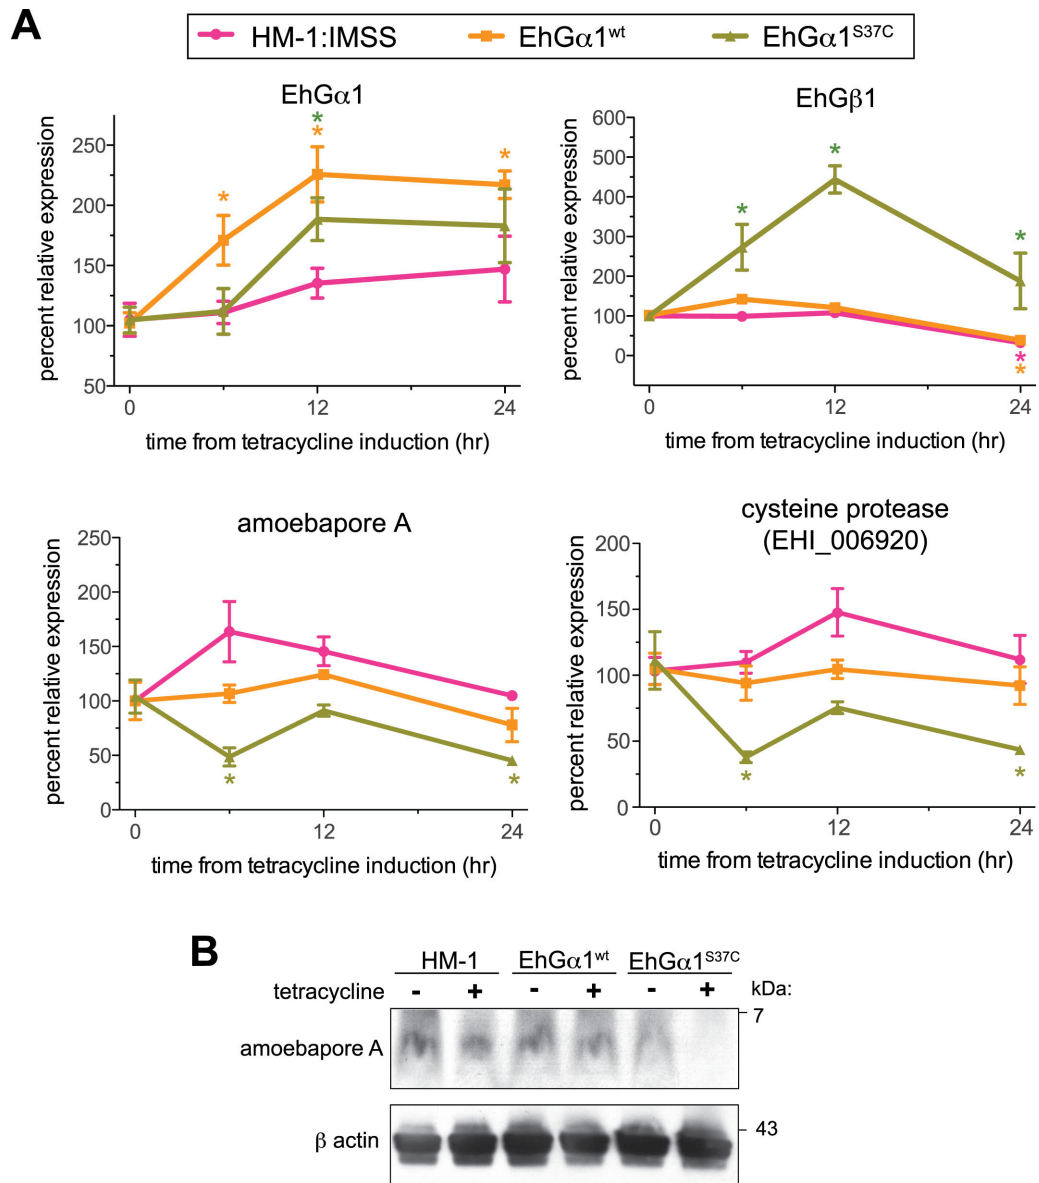 A
HM-1:IMSS EhGα1wt EhGα1S37C
EhGα1
percent relative expression
250
200
150
100
50
0 12 24
time from tetracycline induction (hr)
* * * *
EhGβ1
percent relative expression
600
500
400
300
200
100
0
0 12 24
time from tetracycline induction (hr)
* * * * *
amoebapore A
percent relative expression
250
200
150
100
50
0
0 12 24
time from tetracycline induction (hr)
* *
cysteine protease
(EHI_006920)
percent relative expression
200
150
100
50
0
0 12 24
time from tetracycline induction (hr)
* *
B
HM-1 EhGα1wt EhGα1S37C
tetracycline - + - + - + kDa:
7
amoebapore A
43
β actin